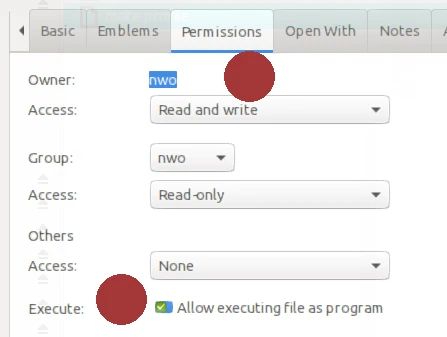 Basic Emblems Permissions Open With Notes
Owner: nwo
Access: Read and write
Group: nwo
Access: Read-only
Others
Access: None
Execute: Allow executing file as program